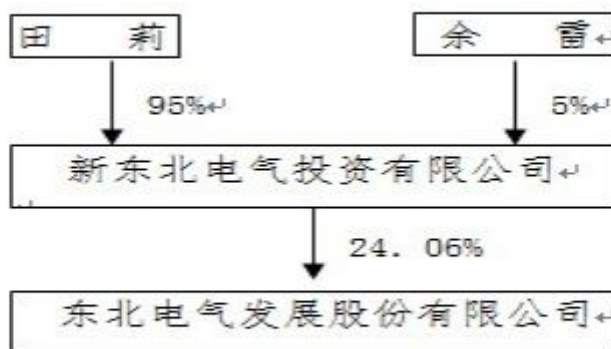 田 莉 余 雷
95% 5%
新东北电气投资有限公司
24. 06%
东北电气发展股份有限公司